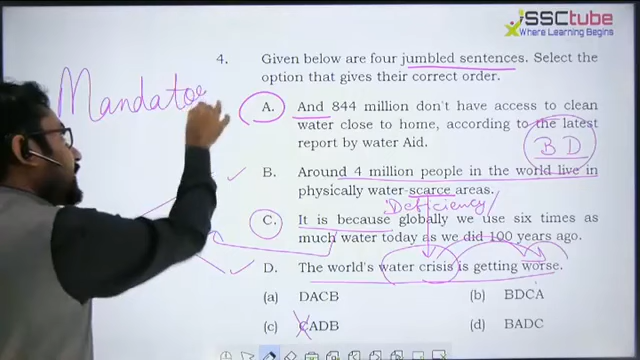 SSCtube
Where Learning Begins
4. Given below are four jumbled sentences. Select the
option that gives their correct order.
Mandato
A. And 844 million don't have access to clean
water close to home, according to the latest
report by water Aid.
B D
B. Around 4 million people in the world live in
physically water-scarce areas.
Deficiency/
C. It is because globally we use six times as
much water today as we did 100 years ago.
D. The world's water crisis is getting worse.
(a) DACB (b) BDCA
(c) CADB (d) BADC